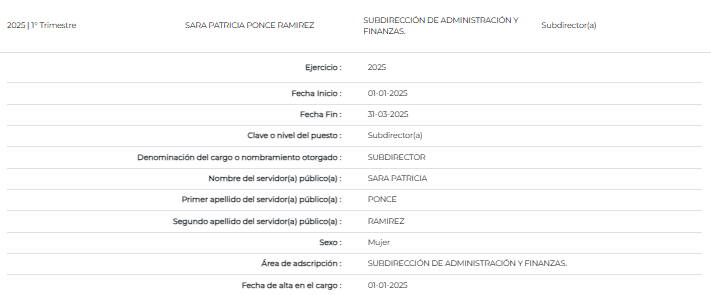 2025 | 1° Trimestre SARA PATRICIA PONCE RAMIREZ SUBDIRECCIÓN DE ADMINISTRACIÓN Y FINANZAS. Subdirector(a)
Ejercicio : 2025
Fecha Inicio : 01-01-2025
Fecha Fin : 31-03-2025
Clave o nivel del puesto : Subdirector(a)
Denominación del cargo o nombramiento otorgado : SUBDIRECTOR
Nombre del servidor(a) público(a) : SARA PATRICIA
Primer apellido del servidor(a) público(a) : PONCE
Segundo apellido del servidor(a) público(a) : RAMIREZ
Sexo : Mujer
Área de adscripción : SUBDIRECCIÓN DE ADMINISTRACIÓN Y FINANZAS.
Fecha de alta en el cargo : 01-01-2025